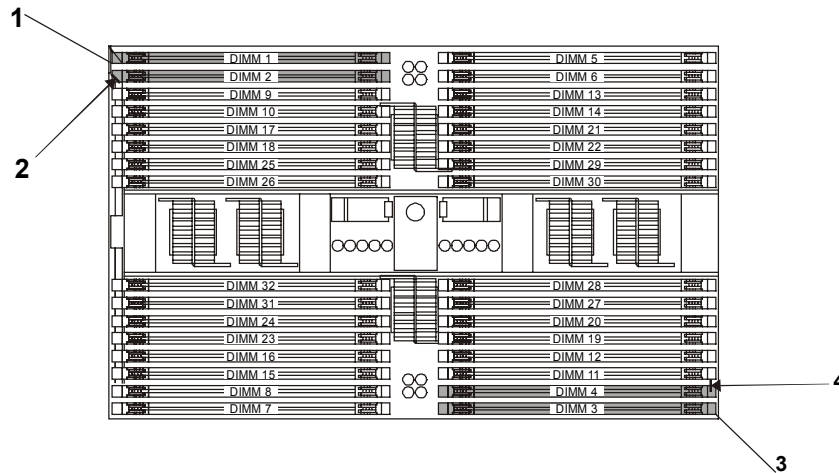 1
DIMM 1 DIMM 5
DIMM 2 DIMM 6
DIMM 9 DIMM 13
DIMM 10 DIMM 14
2
DIMM 17 DIMM 21
DIMM 18 DIMM 22
DIMM 25 DIMM 29
DIMM 26 DIMM 30
DIMM 32 DIMM 28
DIMM 31 DIMM 27
DIMM 24 DIMM 20
DIMM 23 DIMM 19
DIMM 16 DIMM 12
DIMM 15 DIMM 11
DIMM 8 DIMM 4
4
DIMM 7 DIMM 3
3